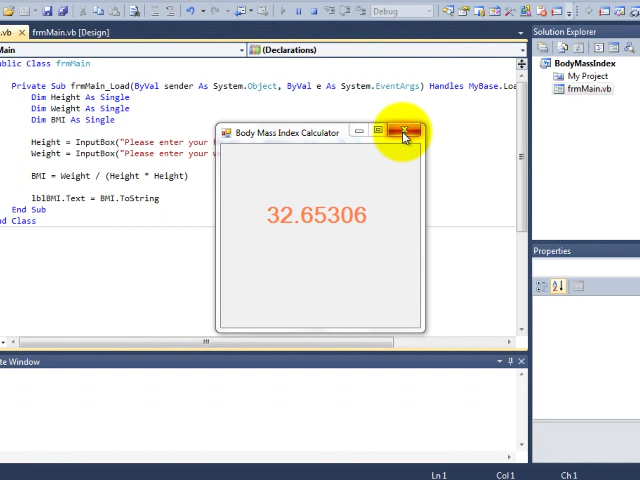 Debug
.vb
frmMain.vb [Design]
Solution Explorer
Main
(Declarations)
BodyMassIndex
My Project
frmMain.vb
ublic Class frmMain
Private Sub frmMain_Load(ByVal sender As System.Object, ByVal e As System.EventArgs) Handles MyBase.Loa
Dim Height As Single
Dim Weight As Single
Dim BMI As Single
Height = InputBox("Please enter your
Weight = InputBox("Please enter your
BMI = Weight / (Height * Height)
lblBMI.Text = BMI.ToString
End Sub
nd Class
Body Mass Index Calculator
32.65306
Properties
te Window
Ln 1
Col 1
Ch 1